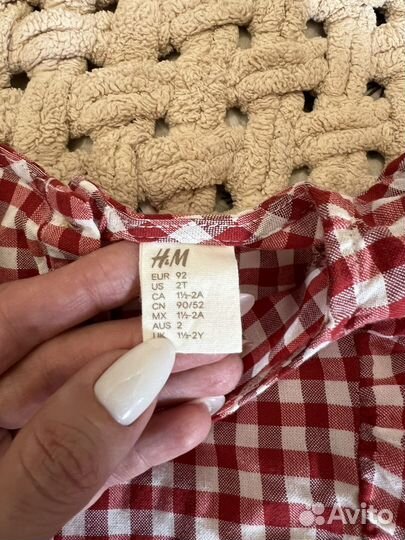 H&M
EUR 92
US 2T
CA 1½-2A
CN 90/52
MX 1½-2A
AUS 2
UK 1½-2Y
Avito